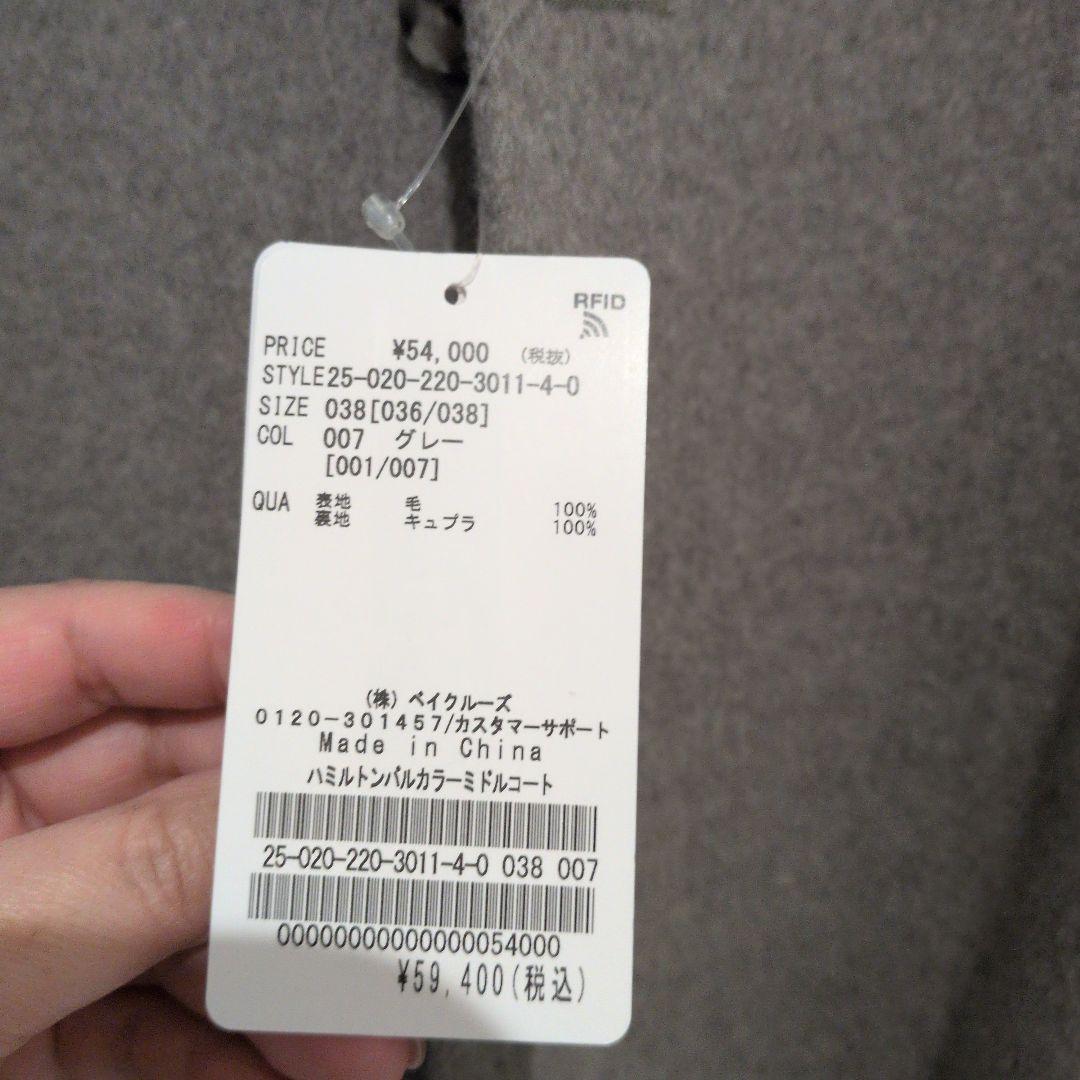 RFID
PRICE ¥54,000 (税抜)
STYLE25-020-220-3011-4-0
SIZE 038[036/038]
COL 007 グレー
[001/007]
QUA 表地 毛 100%
裏地 キュプラ 100%
(株) ベイクルーズ
0120-301457/カスタマーサポート
Made in China
ハミルトンバルカラーミドルコート
25-020-220-3011-4-0 038 007
00000000000000054000
¥59,400(税込)